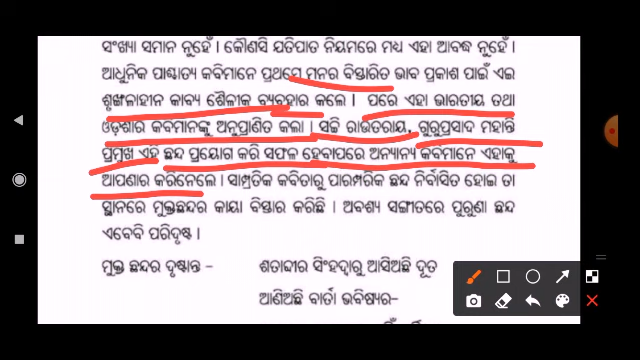 ସଂଖ୍ୟା ସମାନ ନୁହେଁ । କୌଣସି ଯତିପାତ ନିୟମରେ ମଧ୍ୟ ଏହା ଆବଦ୍ଧ ନୁହେଁ ।
ଆଧୁନିକ ପାଶ୍ଚାତ୍ୟ କବିମାନେ ପ୍ରଥମେ ମନର ବିସ୍ତାରିତ ଭାବ ପ୍ରକାଶ ପାଇଁ ଏଇ
ଶୃଙ୍ଖଳାହୀନ କାବ୍ୟ ଶୈଳୀକୁ ବ୍ୟବହାର କଲେ । ପରେ ଏହା ଭାରତୀୟ ତଥା
ଓଡ଼ିଶାର କବିମାନଙ୍କୁ ଅନୁପ୍ରାଣିତ କଲା । ସଚ୍ଚି ରାଉତରାୟ, ଗୁରୁପ୍ରସାଦ ମହାନ୍ତି
ପ୍ରମୁଖ ଏହି ଛନ୍ଦ ପ୍ରୟୋଗ କରି ସଫଳ ହେବାପରେ ଅନ୍ୟାନ୍ୟ କବିମାନେ ଏହାକୁ
ଆପଣାର କରିନେଲେ । ସାମ୍ପ୍ରତିକ କବିତାରୁ ପାରମ୍ପରିକ ଛନ୍ଦ ନିର୍ବାସିତ ହୋଇ ତା
ସ୍ଥାନରେ ମୁକ୍ତଛନ୍ଦର କାୟା ବିସ୍ତାର କରିଛି । ଅବଶ୍ୟ ସଙ୍ଗୀତରେ ପୁରୁଣା ଛନ୍ଦ
ଏବେବି ପରିଦୃଷ୍ଟ ।
ମୁକ୍ତ ଛନ୍ଦର ଦୃଷ୍ଟାନ୍ତ – ଶତାବ୍ଦୀର ସିଂହଦ୍ୱାରୁ ଆସିଅଛି ଦୂତ
ଆଣିଅଛି ବାର୍ତା ଭବିଷ୍ୟର–